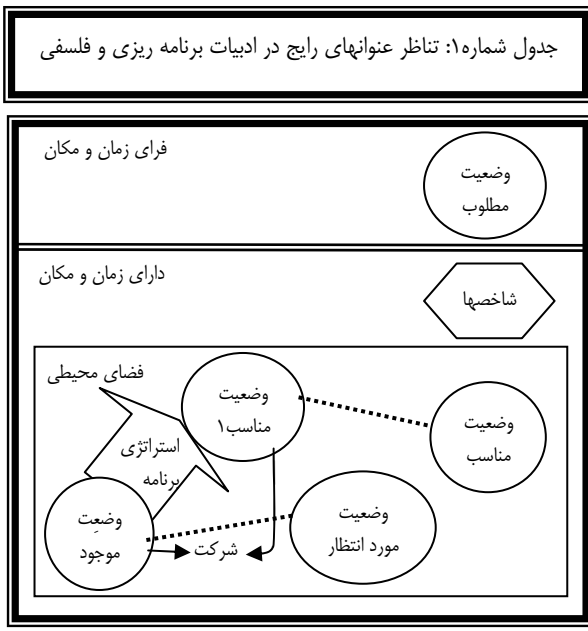 جدول شماره۱: تناظر عنوانهای رایج در ادبیات برنامه ریزی و فلسفی
فرای زمان و مکان
وضعیت
مطلوب
دارای زمان و مکان
شاخصها
فضای محیطی
وضعیت
مناسب۱
وضعیت
مناسب
استراتژی
برنامه
وضعِت
موجود
شرکت
وضعیت
مورد انتظار